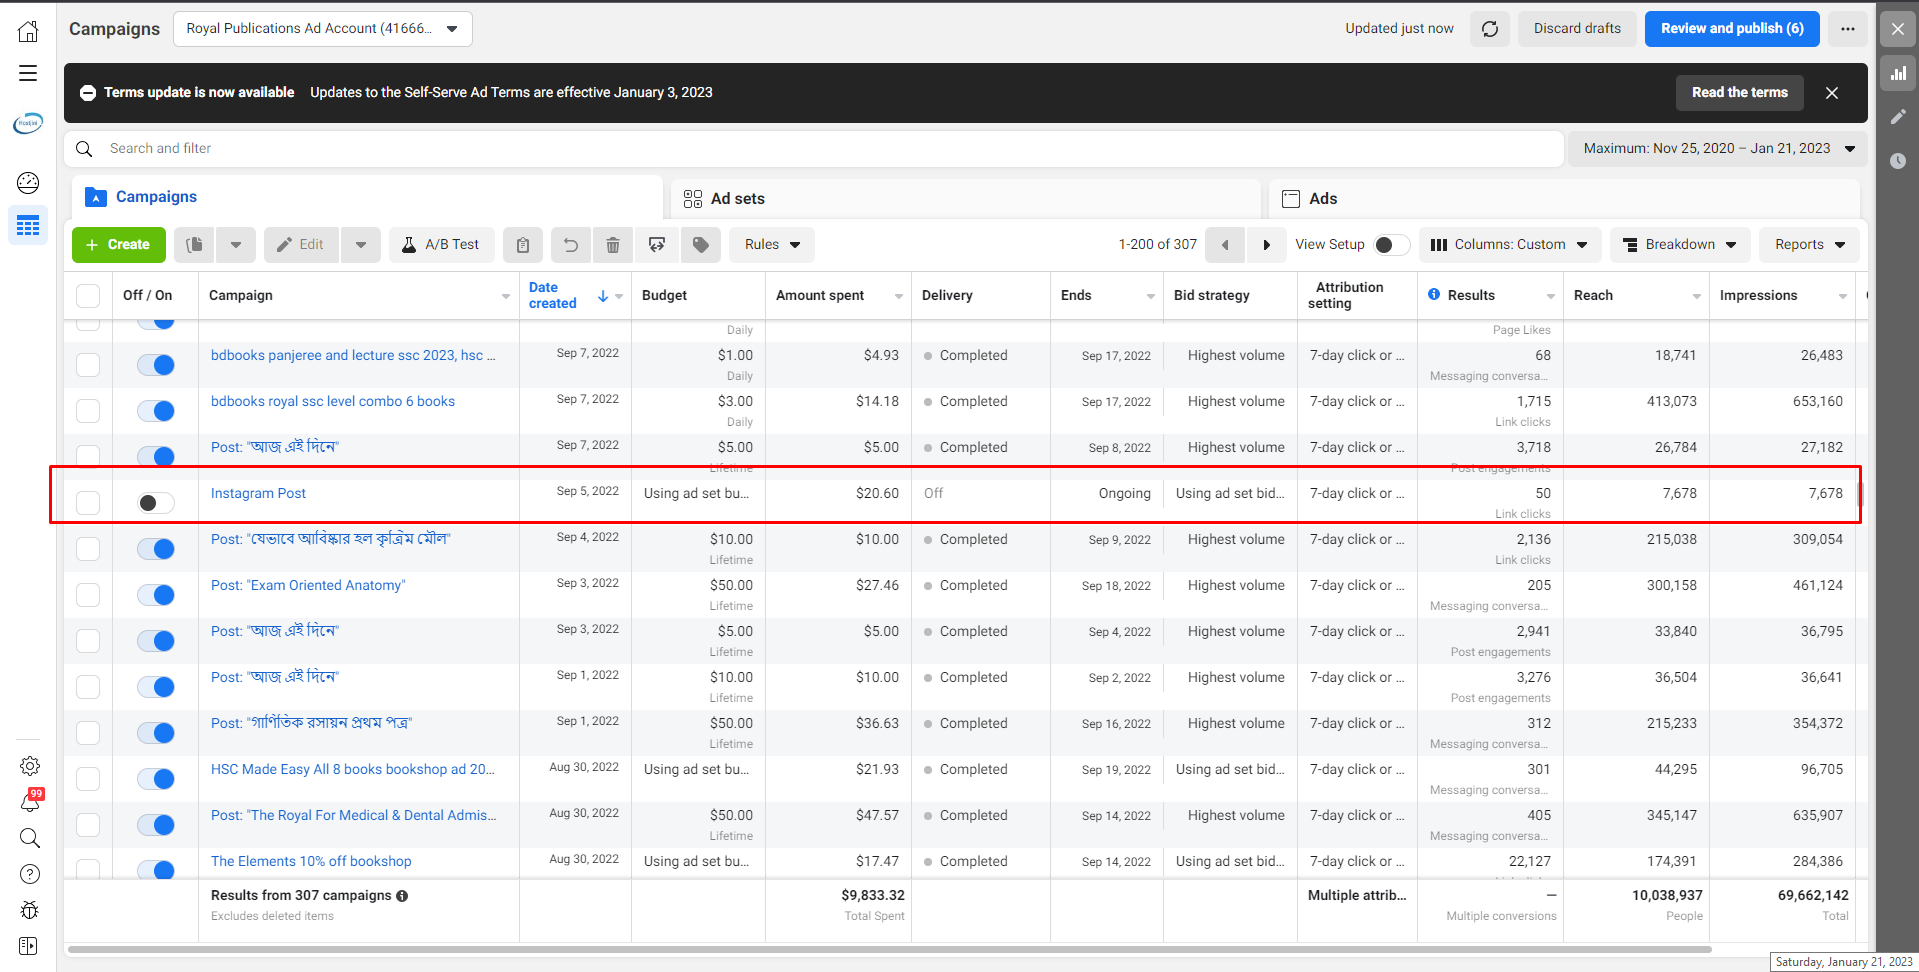 Campaigns
Royal Publications Ad Account (41666…
Updated just now
Discard drafts
Review and publish (6)
Terms update is now available Updates to the Self-Serve Ad Terms are effective January 3, 2023
Read the terms
Search and filter
Maximum: Nov 25, 2020 – Jan 21, 2023
Campaigns
Ad sets
Ads
+ Create
Edit
A/B Test
Rules
1-200 of 307
View Setup
Columns: Custom
Breakdown
Reports
Off / On Campaign Date created Budget Amount spent Delivery Ends Bid strategy Attribution setting Results Reach Impressions
Daily Page Likes
bdbooks panjeree and lecture ssc 2023, hsc … Sep 7, 2022 $1.00 $4.93 Completed Sep 17, 2022 Highest volume 7-day click or … 68 18,741 26,483
Daily Messaging conversa…
bdbooks royal ssc level combo 6 books Sep 7, 2022 $3.00 $14.18 Completed Sep 17, 2022 Highest volume 7-day click or … 1,715 413,073 653,160
Daily Link clicks
Post: "আজ এই দিনে" Sep 7, 2022 $5.00 $5.00 Completed Sep 8, 2022 Highest volume 7-day click or … 3,718 26,784 27,182
Lifetime Post engagements
Instagram Post Sep 5, 2022 Using ad set bu… $20.60 Off Ongoing Using ad set bid… 7-day click or … 50 7,678 7,678
Link clicks
Post: "যেভাবে আবিষ্কার হল কৃত্রিম মৌল" Sep 4, 2022 $10.00 $10.00 Completed Sep 9, 2022 Highest volume 7-day click or … 2,136 215,038 309,054
Lifetime Link clicks
Post: "Exam Oriented Anatomy" Sep 3, 2022 $50.00 $27.46 Completed Sep 18, 2022 Highest volume 7-day click or … 205 300,158 461,124
Lifetime Messaging conversa…
Post: "আজ এই দিনে" Sep 3, 2022 $5.00 $5.00 Completed Sep 4, 2022 Highest volume 7-day click or … 2,941 33,840 36,795
Lifetime Post engagements
Post: "আজ এই দিনে" Sep 1, 2022 $10.00 $10.00 Completed Sep 2, 2022 Highest volume 7-day click or … 3,276 36,504 36,641
Lifetime Post engagements
Post: "গাণিতিক রসায়ন প্রথম পত্র" Sep 1, 2022 $50.00 $36.63 Completed Sep 16, 2022 Highest volume 7-day click or … 312 215,233 354,372
Lifetime Messaging conversa…
HSC Made Easy All 8 books bookshop ad 20… Aug 30, 2022 Using ad set bu… $21.93 Completed Sep 19, 2022 Using ad set bid… 7-day click or … 301 44,295 96,705
Messaging conversa…
Post: "The Royal For Medical & Dental Admis… Aug 30, 2022 $50.00 $47.57 Completed Sep 14, 2022 Highest volume 7-day click or … 405 345,147 635,907
Lifetime Messaging conversa…
The Elements 10% off bookshop Aug 30, 2022 Using ad set bu… $17.47 Completed Sep 14, 2022 Using ad set bid… 7-day click or … 22,127 174,391 284,386
Results from 307 campaigns $9,833.32 Multiple attrib… — 10,038,937 69,662,142
Excludes deleted items Total Spent Multiple conversions People Total
99
Saturday, January 21, 2023